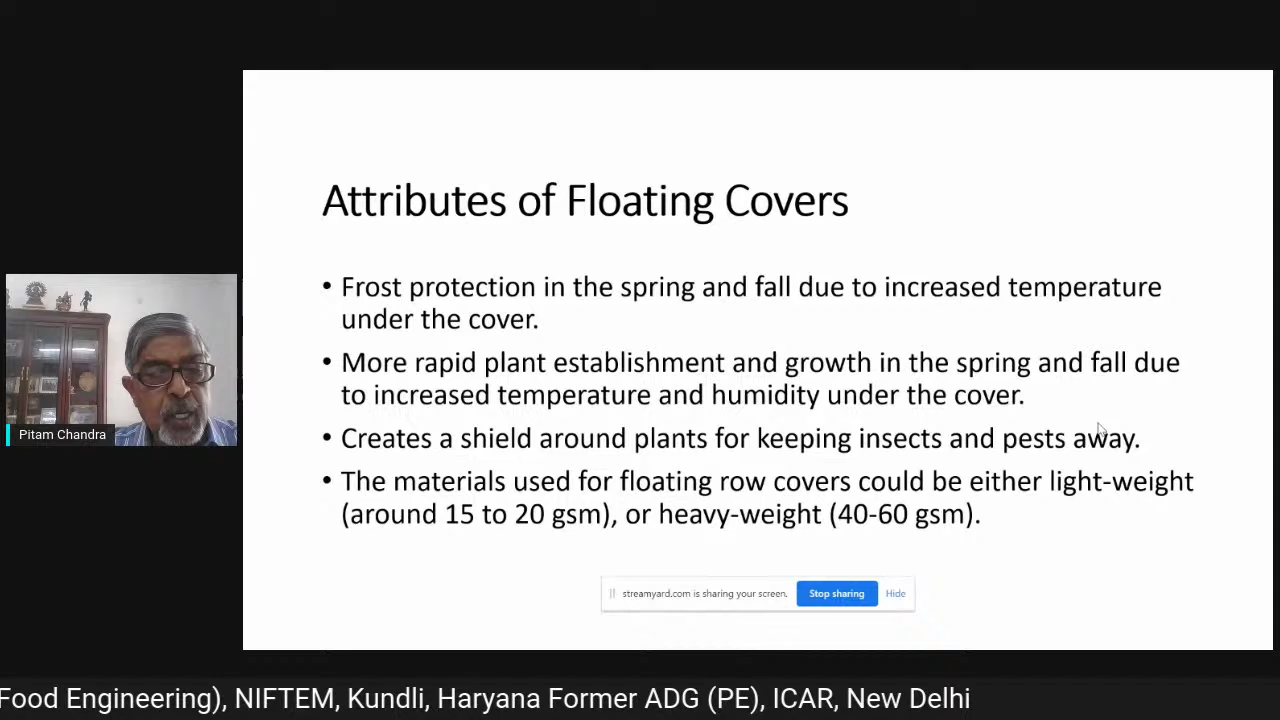 Attributes of Floating Covers
• Frost protection in the spring and fall due to increased temperature
under the cover.
• More rapid plant establishment and growth in the spring and fall due
to increased temperature and humidity under the cover.
• Creates a shield around plants for keeping insects and pests away.
• The materials used for floating row covers could be either light-weight
(around 15 to 20 gsm), or heavy-weight (40-60 gsm).
Pitam Chandra
streamyard.com is sharing your screen. Stop sharing Hide
Food Engineering), NIFTEM, Kundli, Haryana Former ADG (PE), ICAR, New Delhi